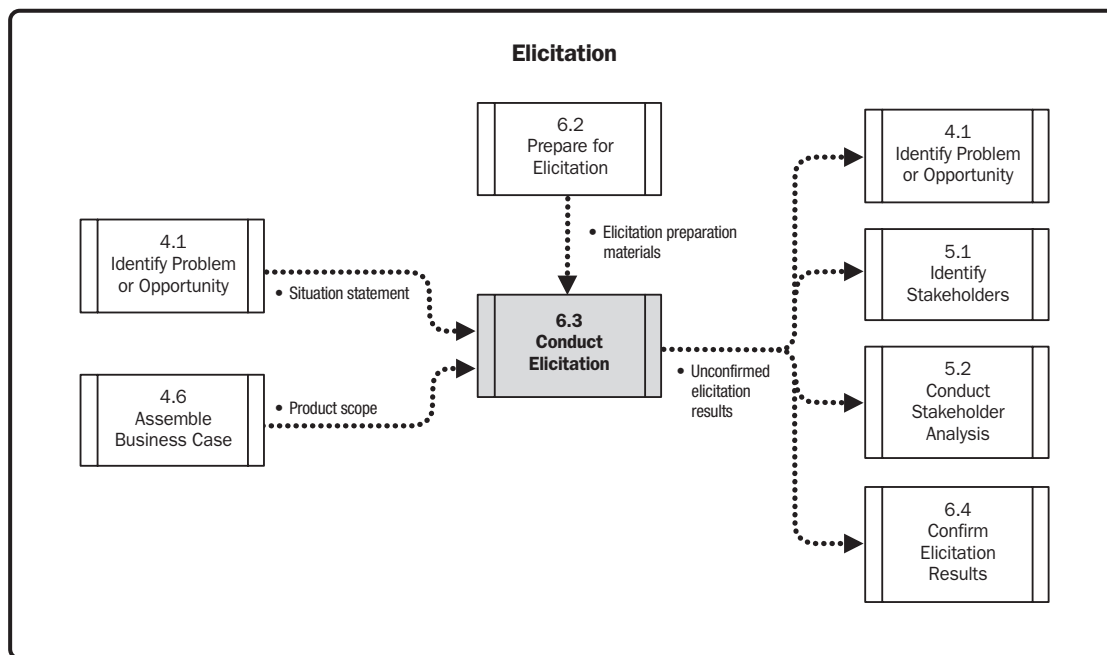 Elicitation
6.2
Prepare for
Elicitation
4.1
Identify Problem
or Opportunity
• Elicitation preparation
materials
4.1
Identify Problem
or Opportunity
• Situation statement
5.1
Identify
Stakeholders
6.3
Conduct
Elicitation
• Unconfirmed
elicitation
results
4.6
Assemble
Business Case
• Product scope
5.2
Conduct
Stakeholder
Analysis
6.4
Confirm
Elicitation
Results